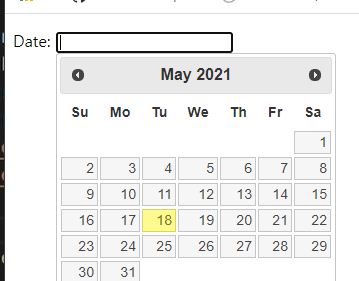 Date:
May 2021
Su Mo Tu We Th Fr Sa
1
2 3 4 5 6 7 8
9 10 11 12 13 14 15
16 17 18 19 20 21 22
23 24 25 26 27 28 29
30 31